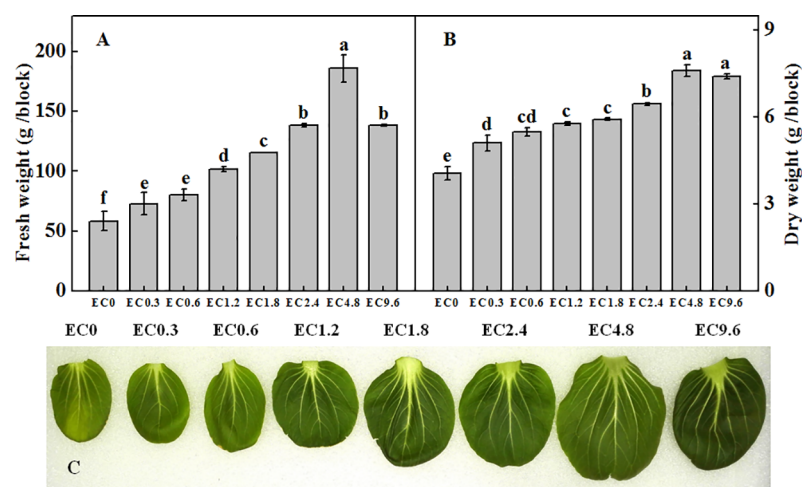 A
B
Fresh weight (g /block)
200
150
100
50
0
f
e
e
d
c
b
a
b
EC0 EC0.3 EC0.6 EC1.2 EC1.8 EC2.4 EC4.8 EC9.6
e
d
cd
c
c
b
a
a
EC0 EC0.3 EC0.6 EC1.2 EC1.8 EC2.4 EC4.8 EC9.6
9
6
3
0
Dry weight (g /block)
EC0 EC0.3 EC0.6 EC1.2 EC1.8 EC2.4 EC4.8 EC9.6
C